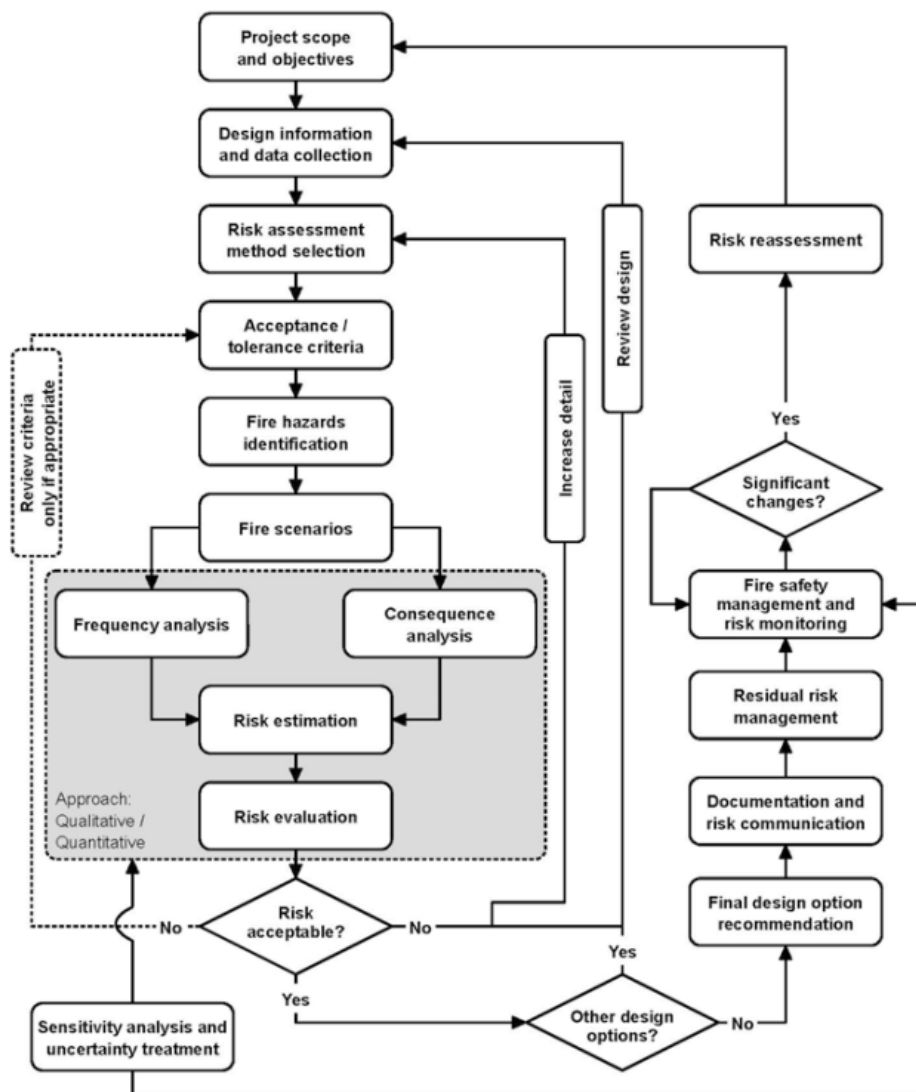 Project scope
and objectives
Design information
and data collection
Risk assessment
method selection
Risk reassessment
Review design
Acceptance /
tolerance criteria
Review criteria
only if appropriate
Increase detail
Fire hazards
identification
Yes
Significant
changes?
Fire scenarios
Frequency analysis
Consequence
analysis
Fire safety
management and
risk monitoring
Risk estimation
Residual risk
management
Approach:
Qualitative /
Quantitative
Risk evaluation
Documentation and
risk communication
No
Risk
acceptable?
No
Final design option
recommendation
Yes
Yes
Other design
options?
No
Sensitivity analysis and
uncertainty treatment